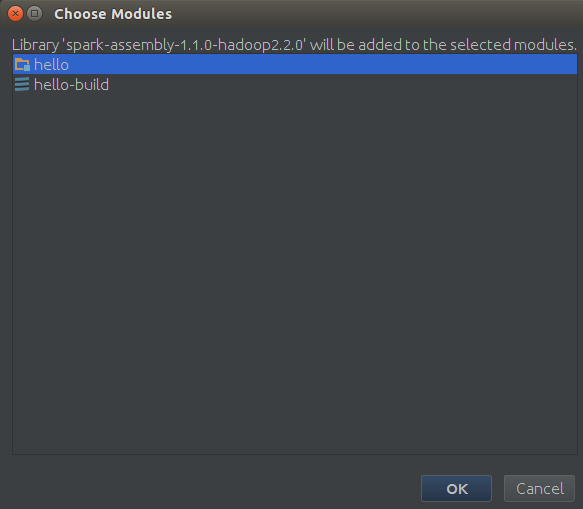 Choose Modules
Library 'spark-assembly-1.1.0-hadoop2.2.0' will be added to the selected modules.
hello
hello-build
OK
Cancel